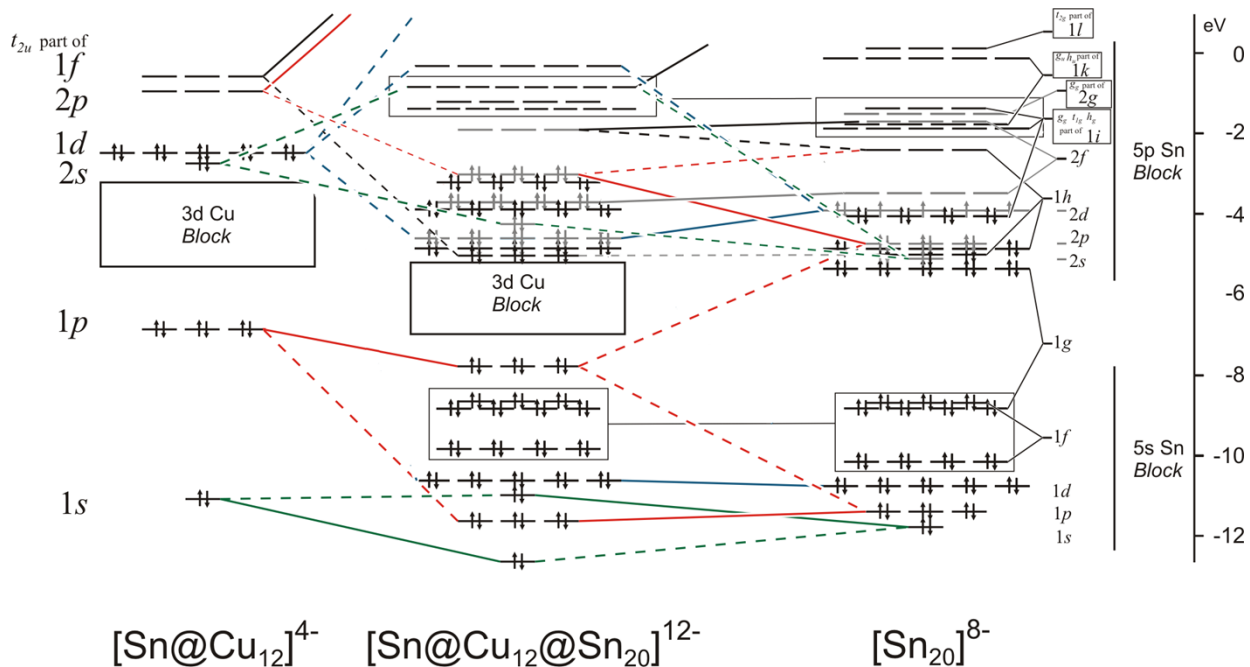 t2u part of
1f
2p
1d
2s
3d Cu
Block
1p
1s
3d Cu
Block
t2g part of
1l
gu hu part of
1k
gg part of
2g
gg t1g hg
part of 1i
2f
1h
2d
2p
2s
1g
1f
1d
1p
1s
5p Sn
Block
5s Sn
Block
eV
0
-2
-4
-6
-8
-10
-12
[Sn@Cu12]4-
[Sn@Cu12@Sn20]12-
[Sn20]8-